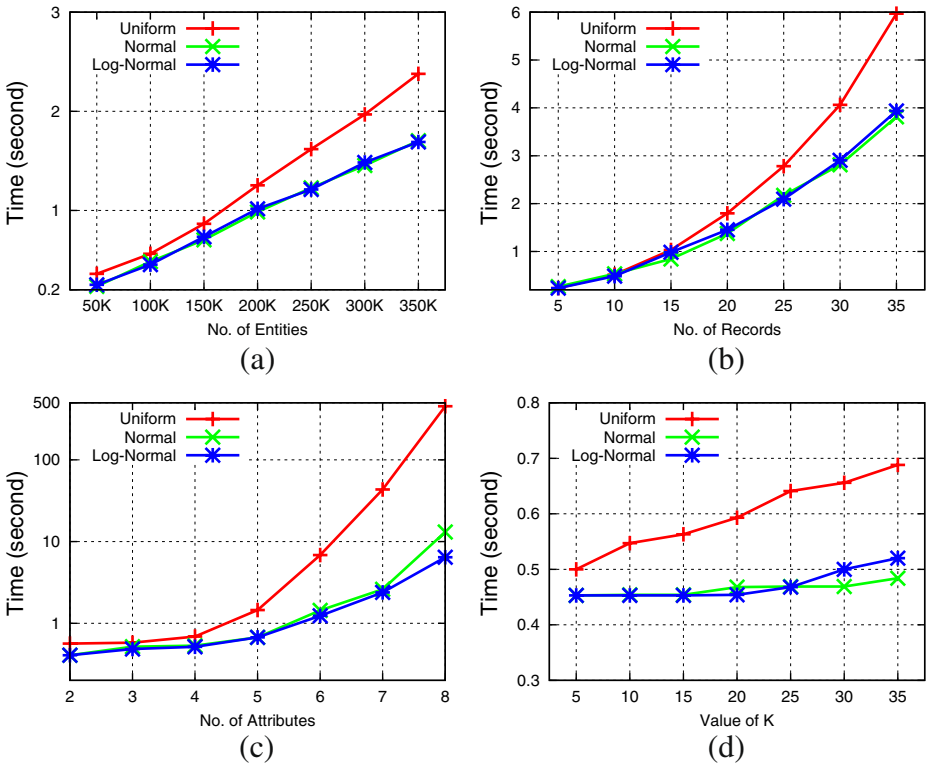 3
2
1
0.2
Time (second)
Uniform
Normal
Log-Normal
50K 100K 150K 200K 250K 300K 350K
No. of Entities
(a)
6
5
4
3
2
1
Time (second)
Uniform
Normal
Log-Normal
5 10 15 20 25 30 35
No. of Records
(b)
500
100
10
1
Time (second)
Uniform
Normal
Log-Normal
2 3 4 5 6 7 8
No. of Attributes
(c)
0.8
0.7
0.6
0.5
0.4
0.3
Time (second)
Uniform
Normal
Log-Normal
5 10 15 20 25 30 35
Value of K
(d)